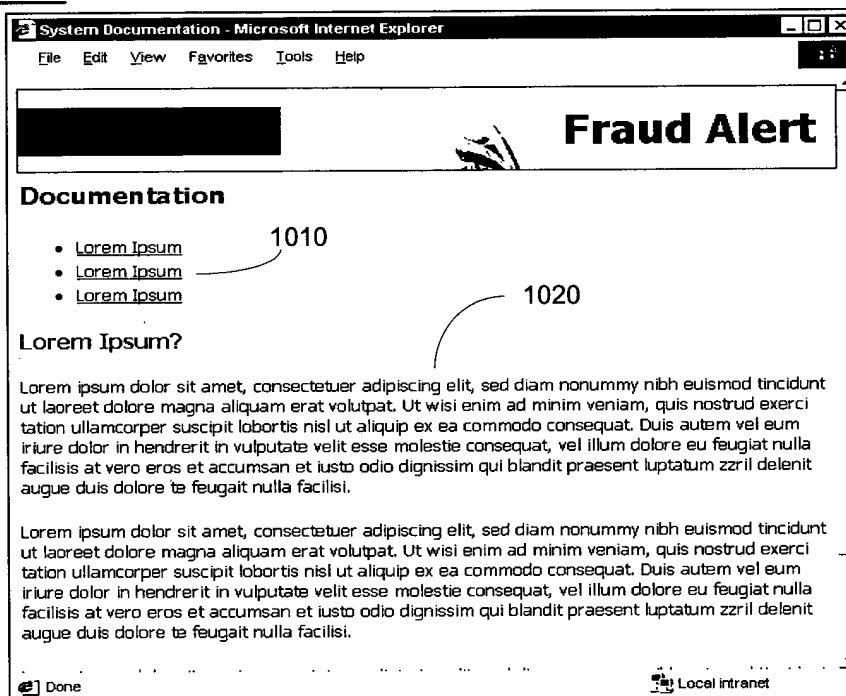 System Documentation - Microsoft Internet Explorer
File Edit View Favorites Tools Help
Fraud Alert
Documentation
• Lorem Ipsum
1010
• Lorem Ipsum
• Lorem Ipsum
1020
Lorem Ipsum?
Lorem ipsum dolor sit amet, consectetuer adipiscing elit, sed diam nonummy nibh euismod tincidunt
ut laoreet dolore magna aliquam erat volutpat. Ut wisi enim ad minim veniam, quis nostrud exerci
tation ullamcorper suscipit lobortis nisl ut aliquip ex ea commodo consequat. Duis autem vel eum
iriure dolor in hendrerit in vulputate velit esse molestie consequat, vel illum dolore eu feugiat nulla
facilisis at vero eros et accumsan et iusto odio dignissim qui blandit praesent luptatum zzril delenit
augue duis dolore te feugait nulla facilisi.
Lorem ipsum dolor sit amet, consectetuer adipiscing elit, sed diam nonummy nibh euismod tincidunt
ut laoreet dolore magna aliquam erat volutpat. Ut wisi enim ad minim veniam, quis nostrud exerci
tation ullamcorper suscipit lobortis nisl ut aliquip ex ea commodo consequat. Duis autem vel eum
iriure dolor in hendrerit in vulputate velit esse molestie consequat, vel illum dolore eu feugiat nulla
facilisis at vero eros et accumsan et iusto odio dignissim qui blandit praesent luptatum zzril delenit
augue duis dolore te feugait nulla facilisi.
Done
Local intranet